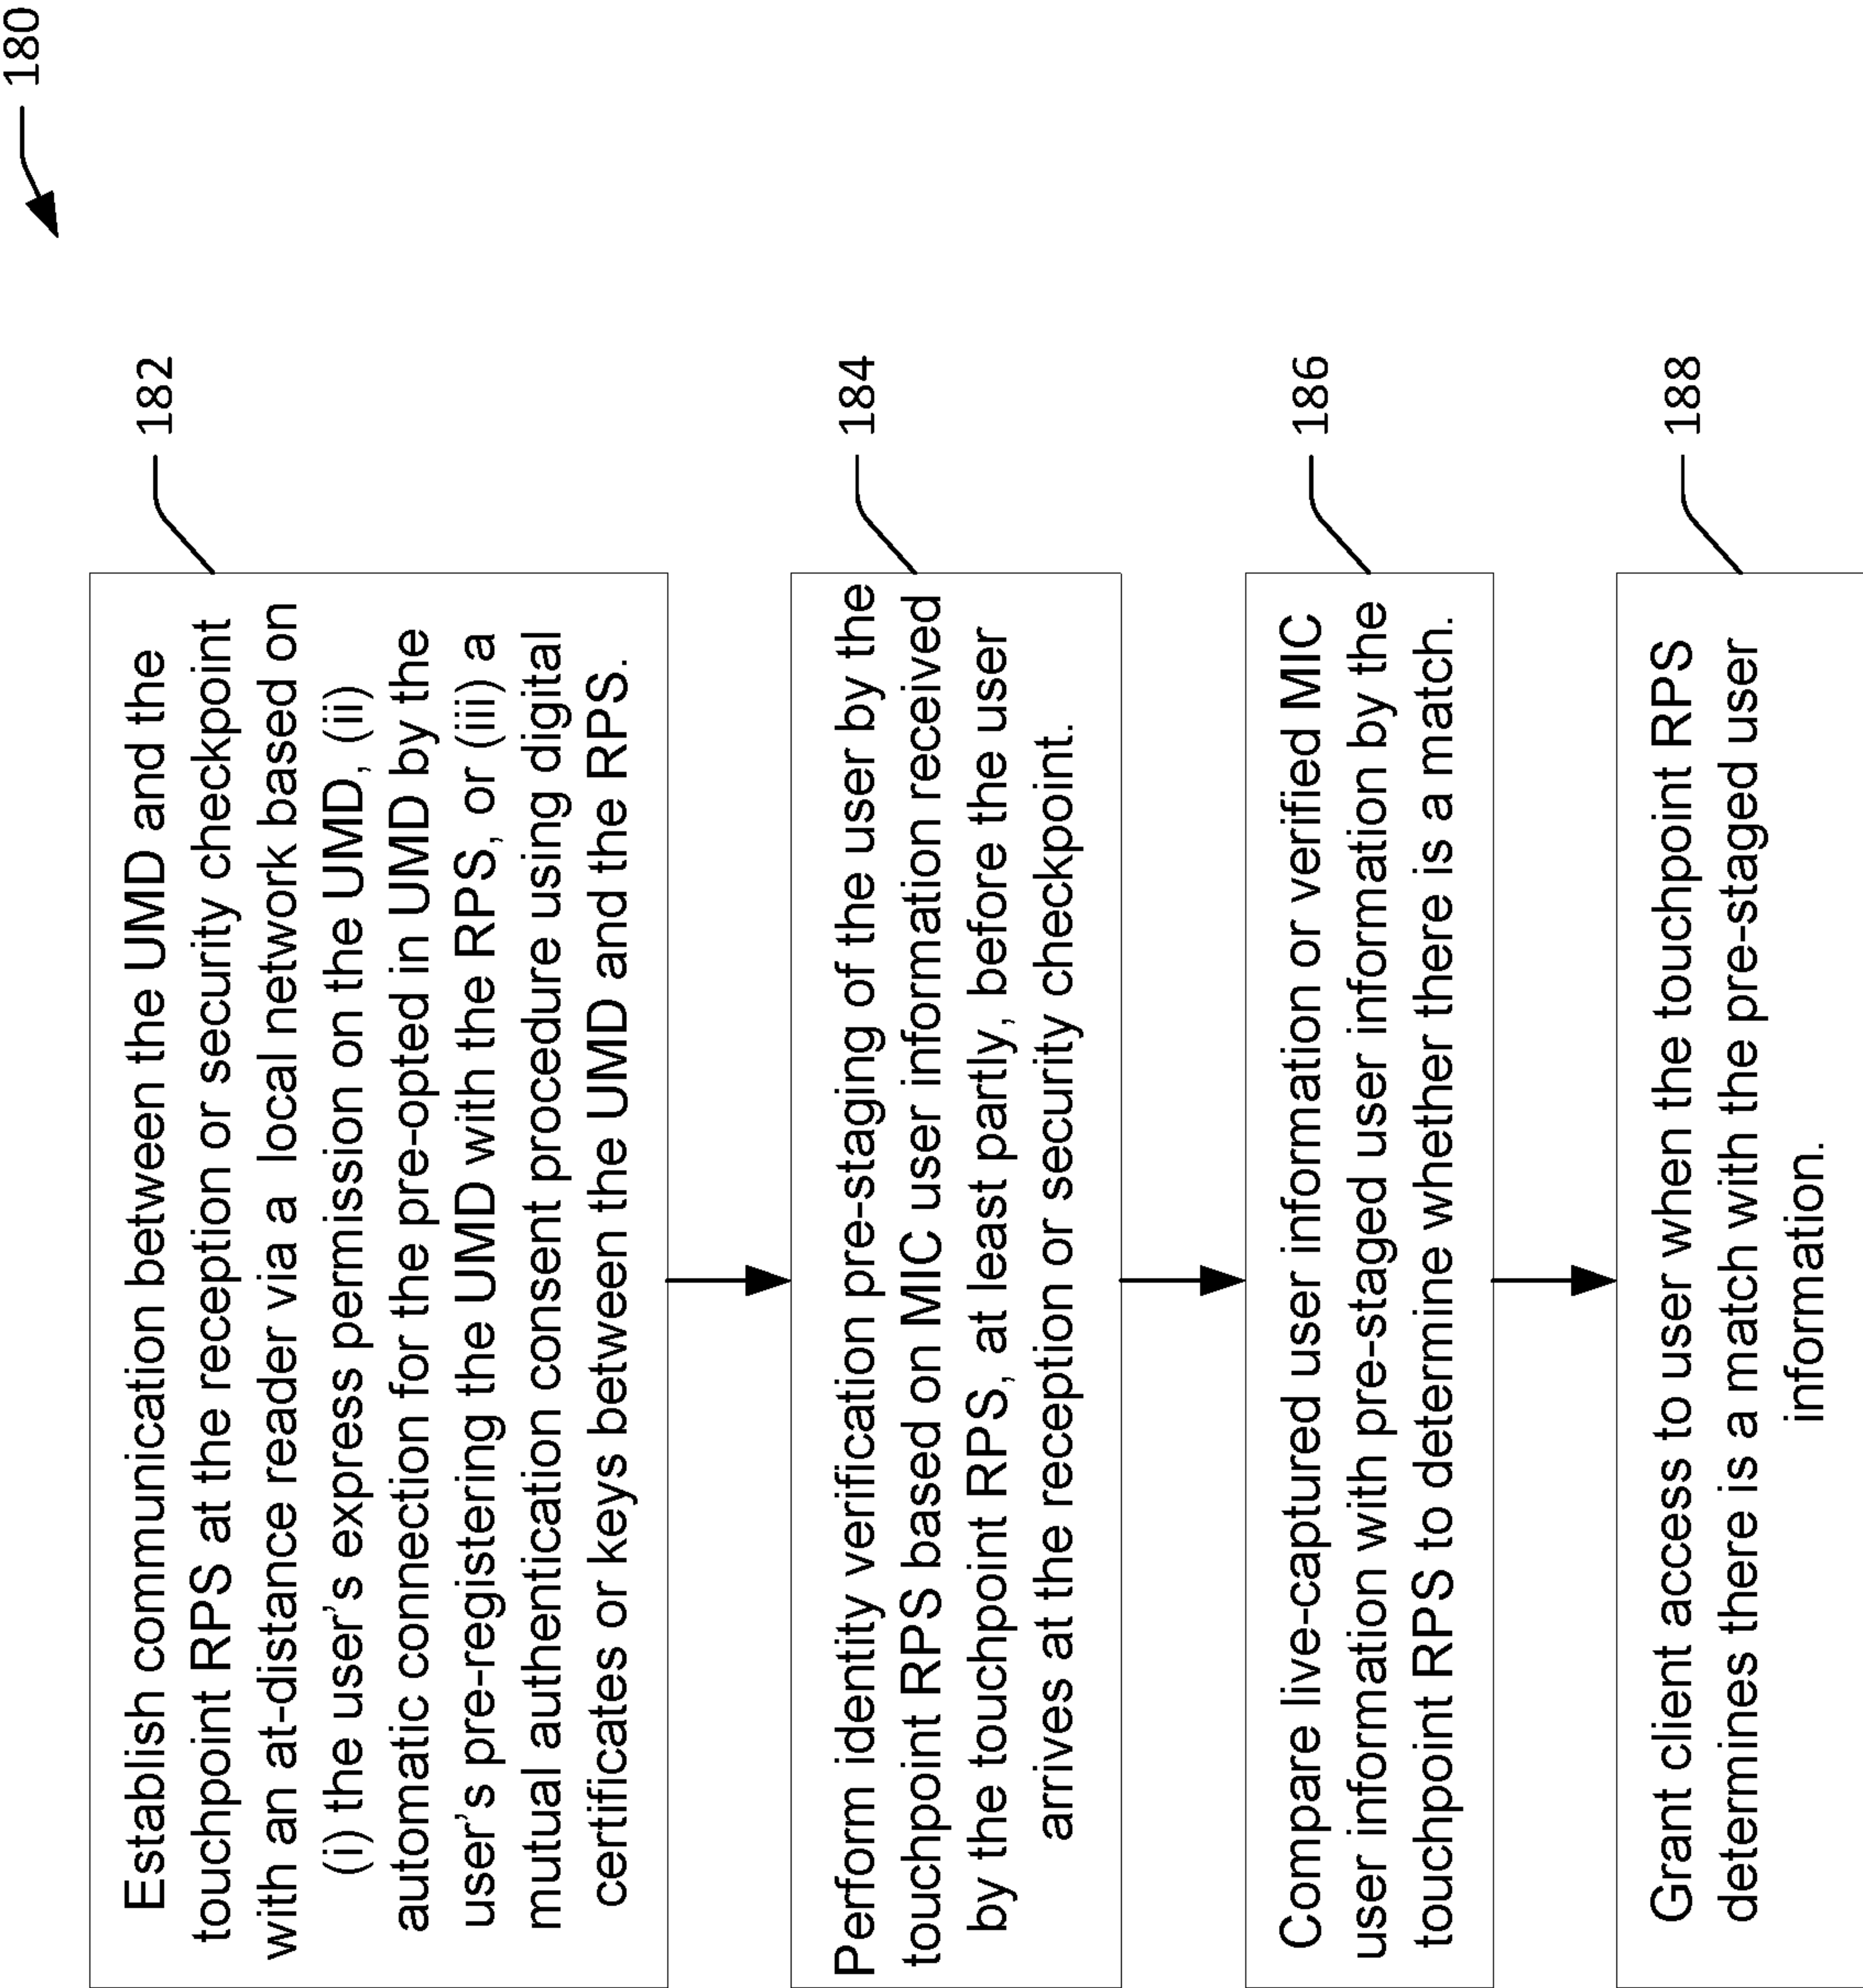 180
182
Establish communication between the UMD and the
touchpoint RPS at the reception or security checkpoint
with an at-distance reader via a local network based on
(i) the user’s express permission on the UMD, (ii)
automatic connection for the pre-opted in UMD by the
user’s pre-registering the UMD with the RPS, or (iii) a
mutual authentication consent procedure using digital
certificates or keys between the UMD and the RPS.
184
Perform identity verification pre-staging of the user by the
touchpoint RPS based on MIC user information received
by the touchpoint RPS, at least partly, before the user
arrives at the reception or security checkpoint.
186
Compare live-captured user information or verified MIC
user information with pre-staged user information by the
touchpoint RPS to determine whether there is a match.
188
Grant client access to user when the touchpoint RPS
determines there is a match with the pre-staged user
information.